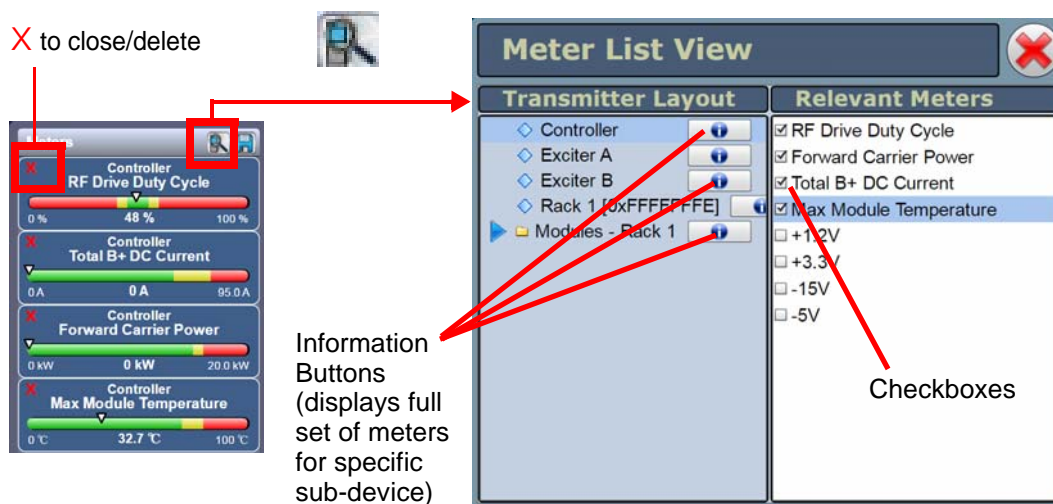 X to close/delete
Meters
X Controller
RF Drive Duty Cycle
0 % 48 % 100 %
X Controller
Total B+ DC Current
0 A 0 A 95.0 A
X Controller
Forward Carrier Power
0 kW 0 kW 20.0 kW
X Controller
Max Module Temperature
0 °C 32.7 °C 100 °C
Meter List View
Transmitter Layout
Controller
Exciter A
Exciter B
Rack 1 [0xFFFFFFFE]
Modules - Rack 1
Relevant Meters
RF Drive Duty Cycle
Forward Carrier Power
Total B+ DC Current
Max Module Temperature
+1.2V
+3.3V
-15V
-5V
Information
Buttons
(displays full
set of meters
for specific
sub-device)
Checkboxes